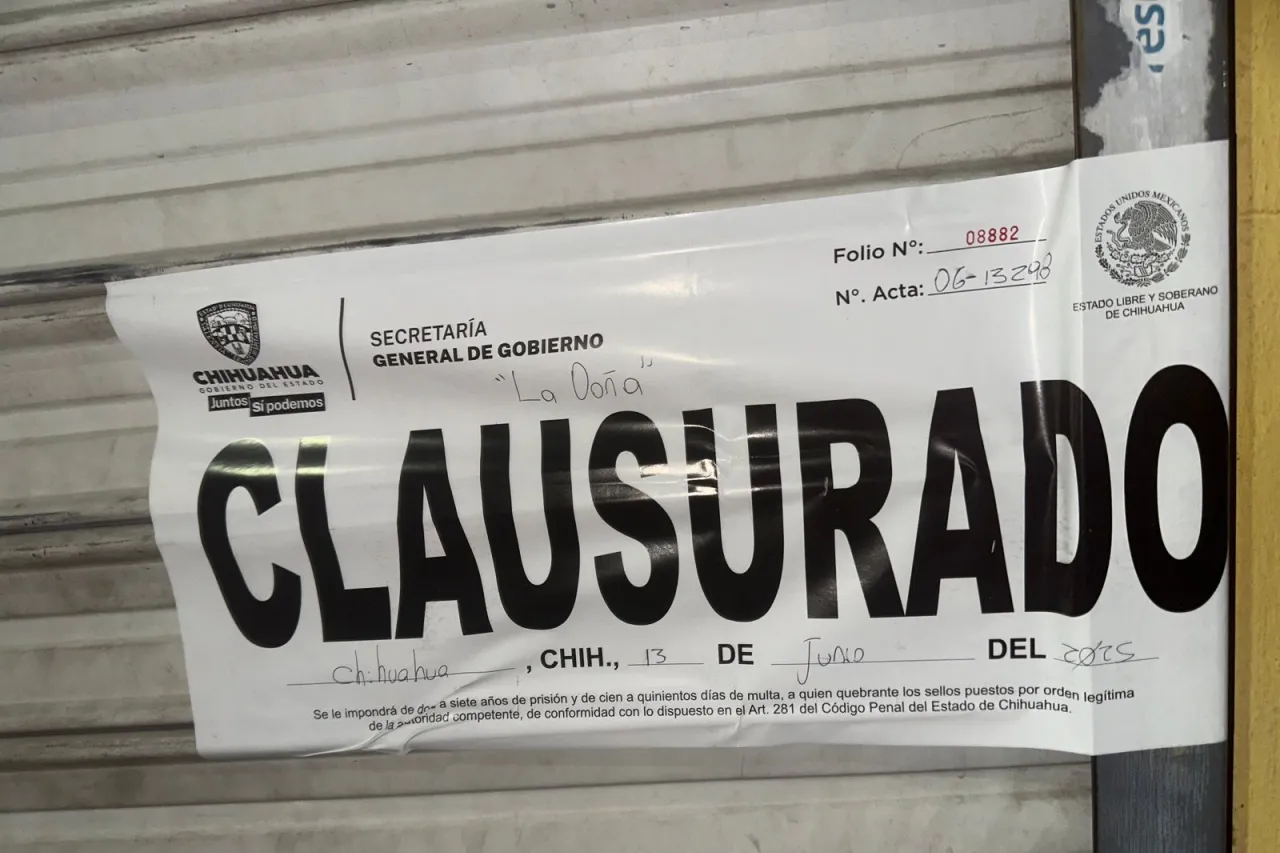 es
Folio N°: 08882
N°. Acta: 06-13298
ESTADOS UNIDOS MEXICANOS
ESTADO LIBRE Y SOBERANO
DE CHIHUAHUA
CHIHUAHUA
GOBIERNO DEL ESTADO
Juntos Sí podemos
SECRETARÍA
GENERAL DE GOBIERNO
"La Doña"
CLAUSURADO
Chihuahua, CHIH., 13 DE Junio DEL 2025
Se le impondrá de dos a siete años de prisión y de cien a quinientos días de multa, a quien quebrante los sellos puestos por orden legítima
de la autoridad competente, de conformidad con lo dispuesto en el Art. 281 del Código Penal del Estado de Chihuahua.